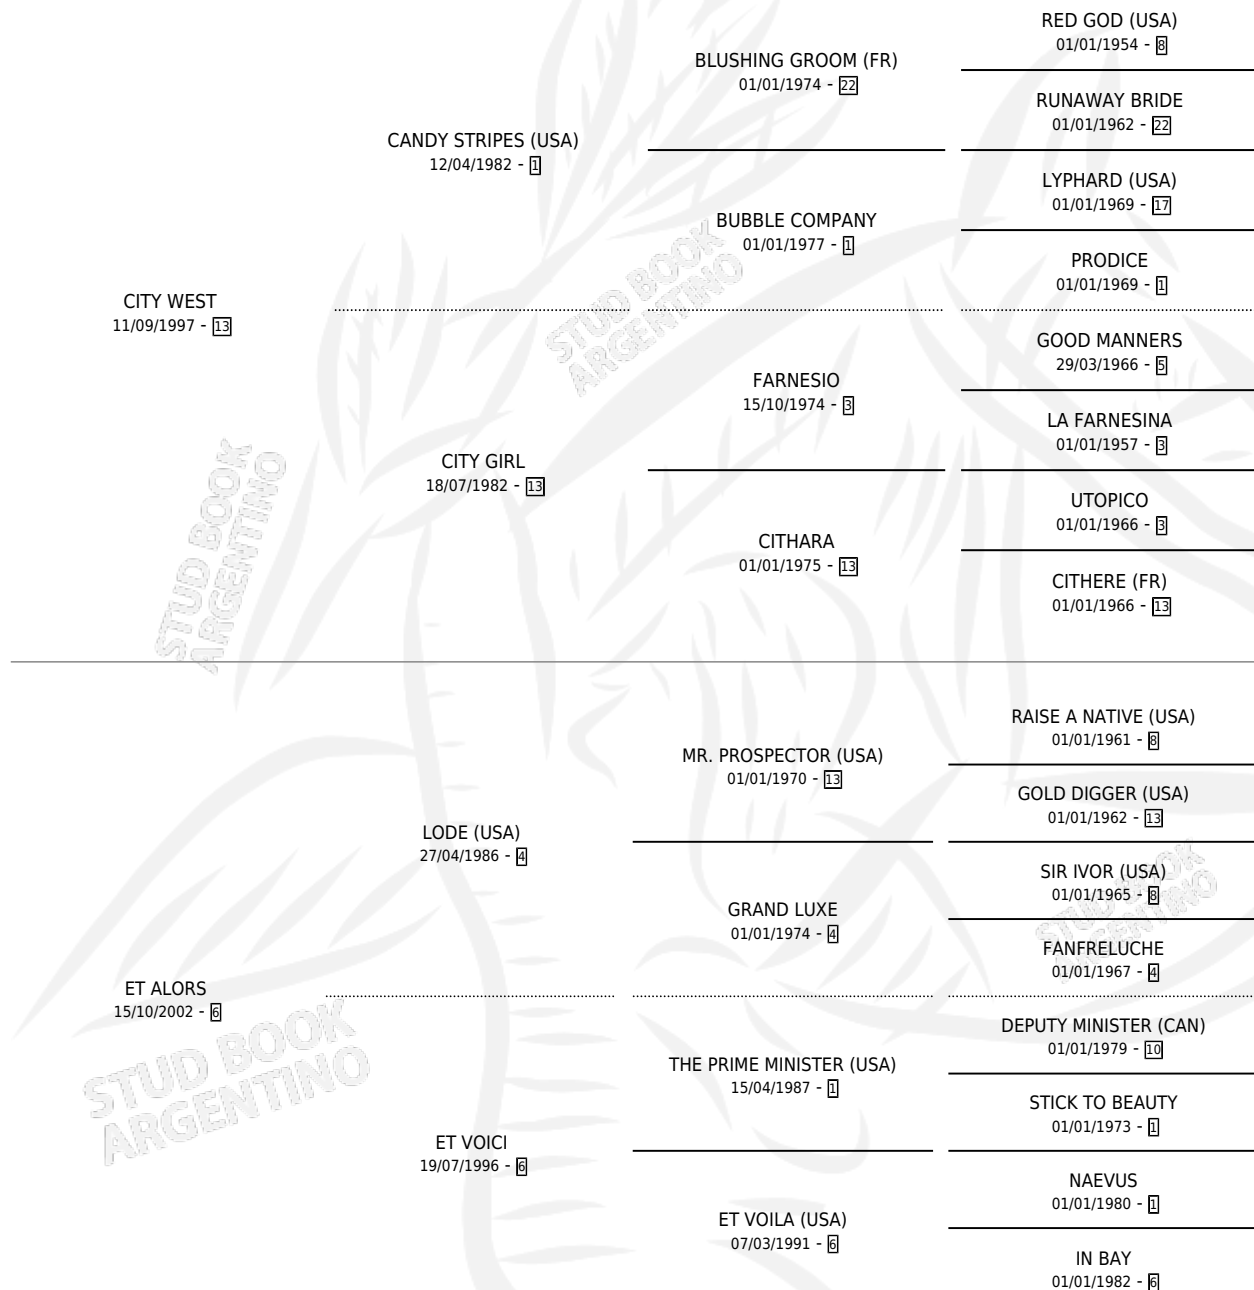 RED GOD (USA)
01/01/1954 - 8
BLUSHING GROOM (FR)
01/01/1974 - 22
RUNAWAY BRIDE
01/01/1962 - 22
CANDY STRIPES (USA)
12/04/1982 - 1
LYPHARD (USA)
01/01/1969 - 17
BUBBLE COMPANY
01/01/1977 - 1
PRODICE
01/01/1969 - 1
CITY WEST
11/09/1997 - 13
STUD BOOK
ARGENTINO
GOOD MANNERS
29/03/1966 - 5
FARNESIO
15/10/1974 - 3
LA FARNESINA
01/01/1957 - 3
CITY GIRL
18/07/1982 - 13
UTOPICO
01/01/1966 - 3
CITHARA
01/01/1975 - 13
CITHERE (FR)
01/01/1966 - 13
STUD BOOK
ARGENTINO
RAISE A NATIVE (USA)
01/01/1961 - 8
MR. PROSPECTOR (USA)
01/01/1970 - 13
GOLD DIGGER (USA)
01/01/1962 - 13
LODE (USA)
27/04/1986 - 4
SIR IVOR (USA)
01/01/1965 - 8
STUD BOOK
ARGENTINO
GRAND LUXE
01/01/1974 - 4
FANFRELUCHE
01/01/1967 - 4
ET ALORS
15/10/2002 - 6
STUD BOOK
ARGENTINO
DEPUTY MINISTER (CAN)
01/01/1979 - 10
THE PRIME MINISTER (USA)
15/04/1987 - 1
STICK TO BEAUTY
01/01/1973 - 1
ET VOICI
19/07/1996 - 6
NAEVUS
01/01/1980 - 1
ET VOILA (USA)
07/03/1991 - 6
IN BAY
01/01/1982 - 6